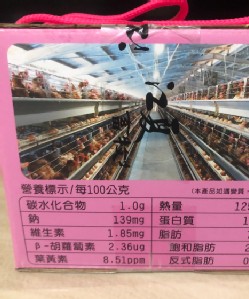 營養標示/每100公克
(本產品如遭變質,
碳水化合物 1.0g 熱量
鈉 139mg 蛋白質
維生素 1.85mg 脂肪
β-胡蘿蔔素 2.36ug 飽和脂肪
葉黃素 8.51ppm 反式脂肪